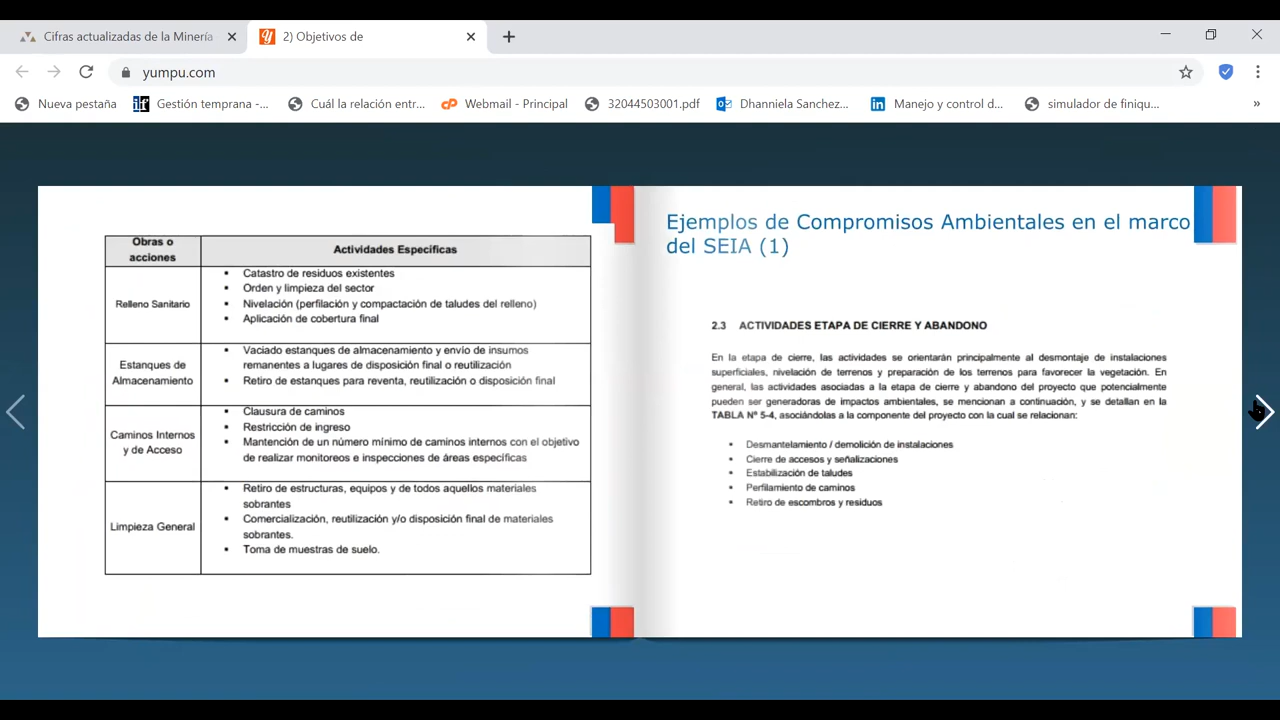 Cifras actualizadas de la Minería
2) Objetivos de
yumpu.com
Nueva pestaña
Gestión temprana -...
Cuál la relación entr...
Webmail - Principal
32044503001.pdf
Dhanniela Sanchez...
Manejo y control d...
simulador de finiqu...
»
Obras o
acciones
Actividades Específicas
Relleno Sanitario
• Catastro de residuos existentes
• Orden y limpieza del sector
• Nivelación (perfilación y compactación de taludes del relleno)
• Aplicación de cobertura final
Estanques de
Almacenamiento
• Vaciado estanques de almacenamiento y envío de insumos
remanentes a lugares de disposición final o reutilización
• Retiro de estanques para reventa, reutilización o disposición final
Caminos Internos
y de Acceso
• Clausura de caminos
• Restricción de ingreso
• Mantención de un número mínimo de caminos internos con el objetivo
de realizar monitoreos e inspecciones de áreas específicas
Limpieza General
• Retiro de estructuras, equipos y de todos aquellos materiales
sobrantes
• Comercialización, reutilización y/o disposición final de materiales
sobrantes.
• Toma de muestras de suelo.
Ejemplos de Compromisos Ambientales en el marco
del SEIA (1)
2.3 ACTIVIDADES ETAPA DE CIERRE Y ABANDONO
En la etapa de cierre, las actividades se orientarán principalmente al desmontaje de instalaciones
superficiales, nivelación de terrenos y preparación de los terrenos para favorecer la vegetación. En
general, las actividades asociadas a la etapa de cierre y abandono del proyecto que potencialmente
pueden ser generadoras de impactos ambientales, se mencionan a continuación, y se detallan en la
TABLA Nº 5-4, asociándolas a la componente del proyecto con la cual se relacionan:
• Desmantelamiento / demolición de instalaciones
• Cierre de accesos y señalizaciones
• Estabilización de taludes
• Perfilamiento de caminos
• Retiro de escombros y residuos